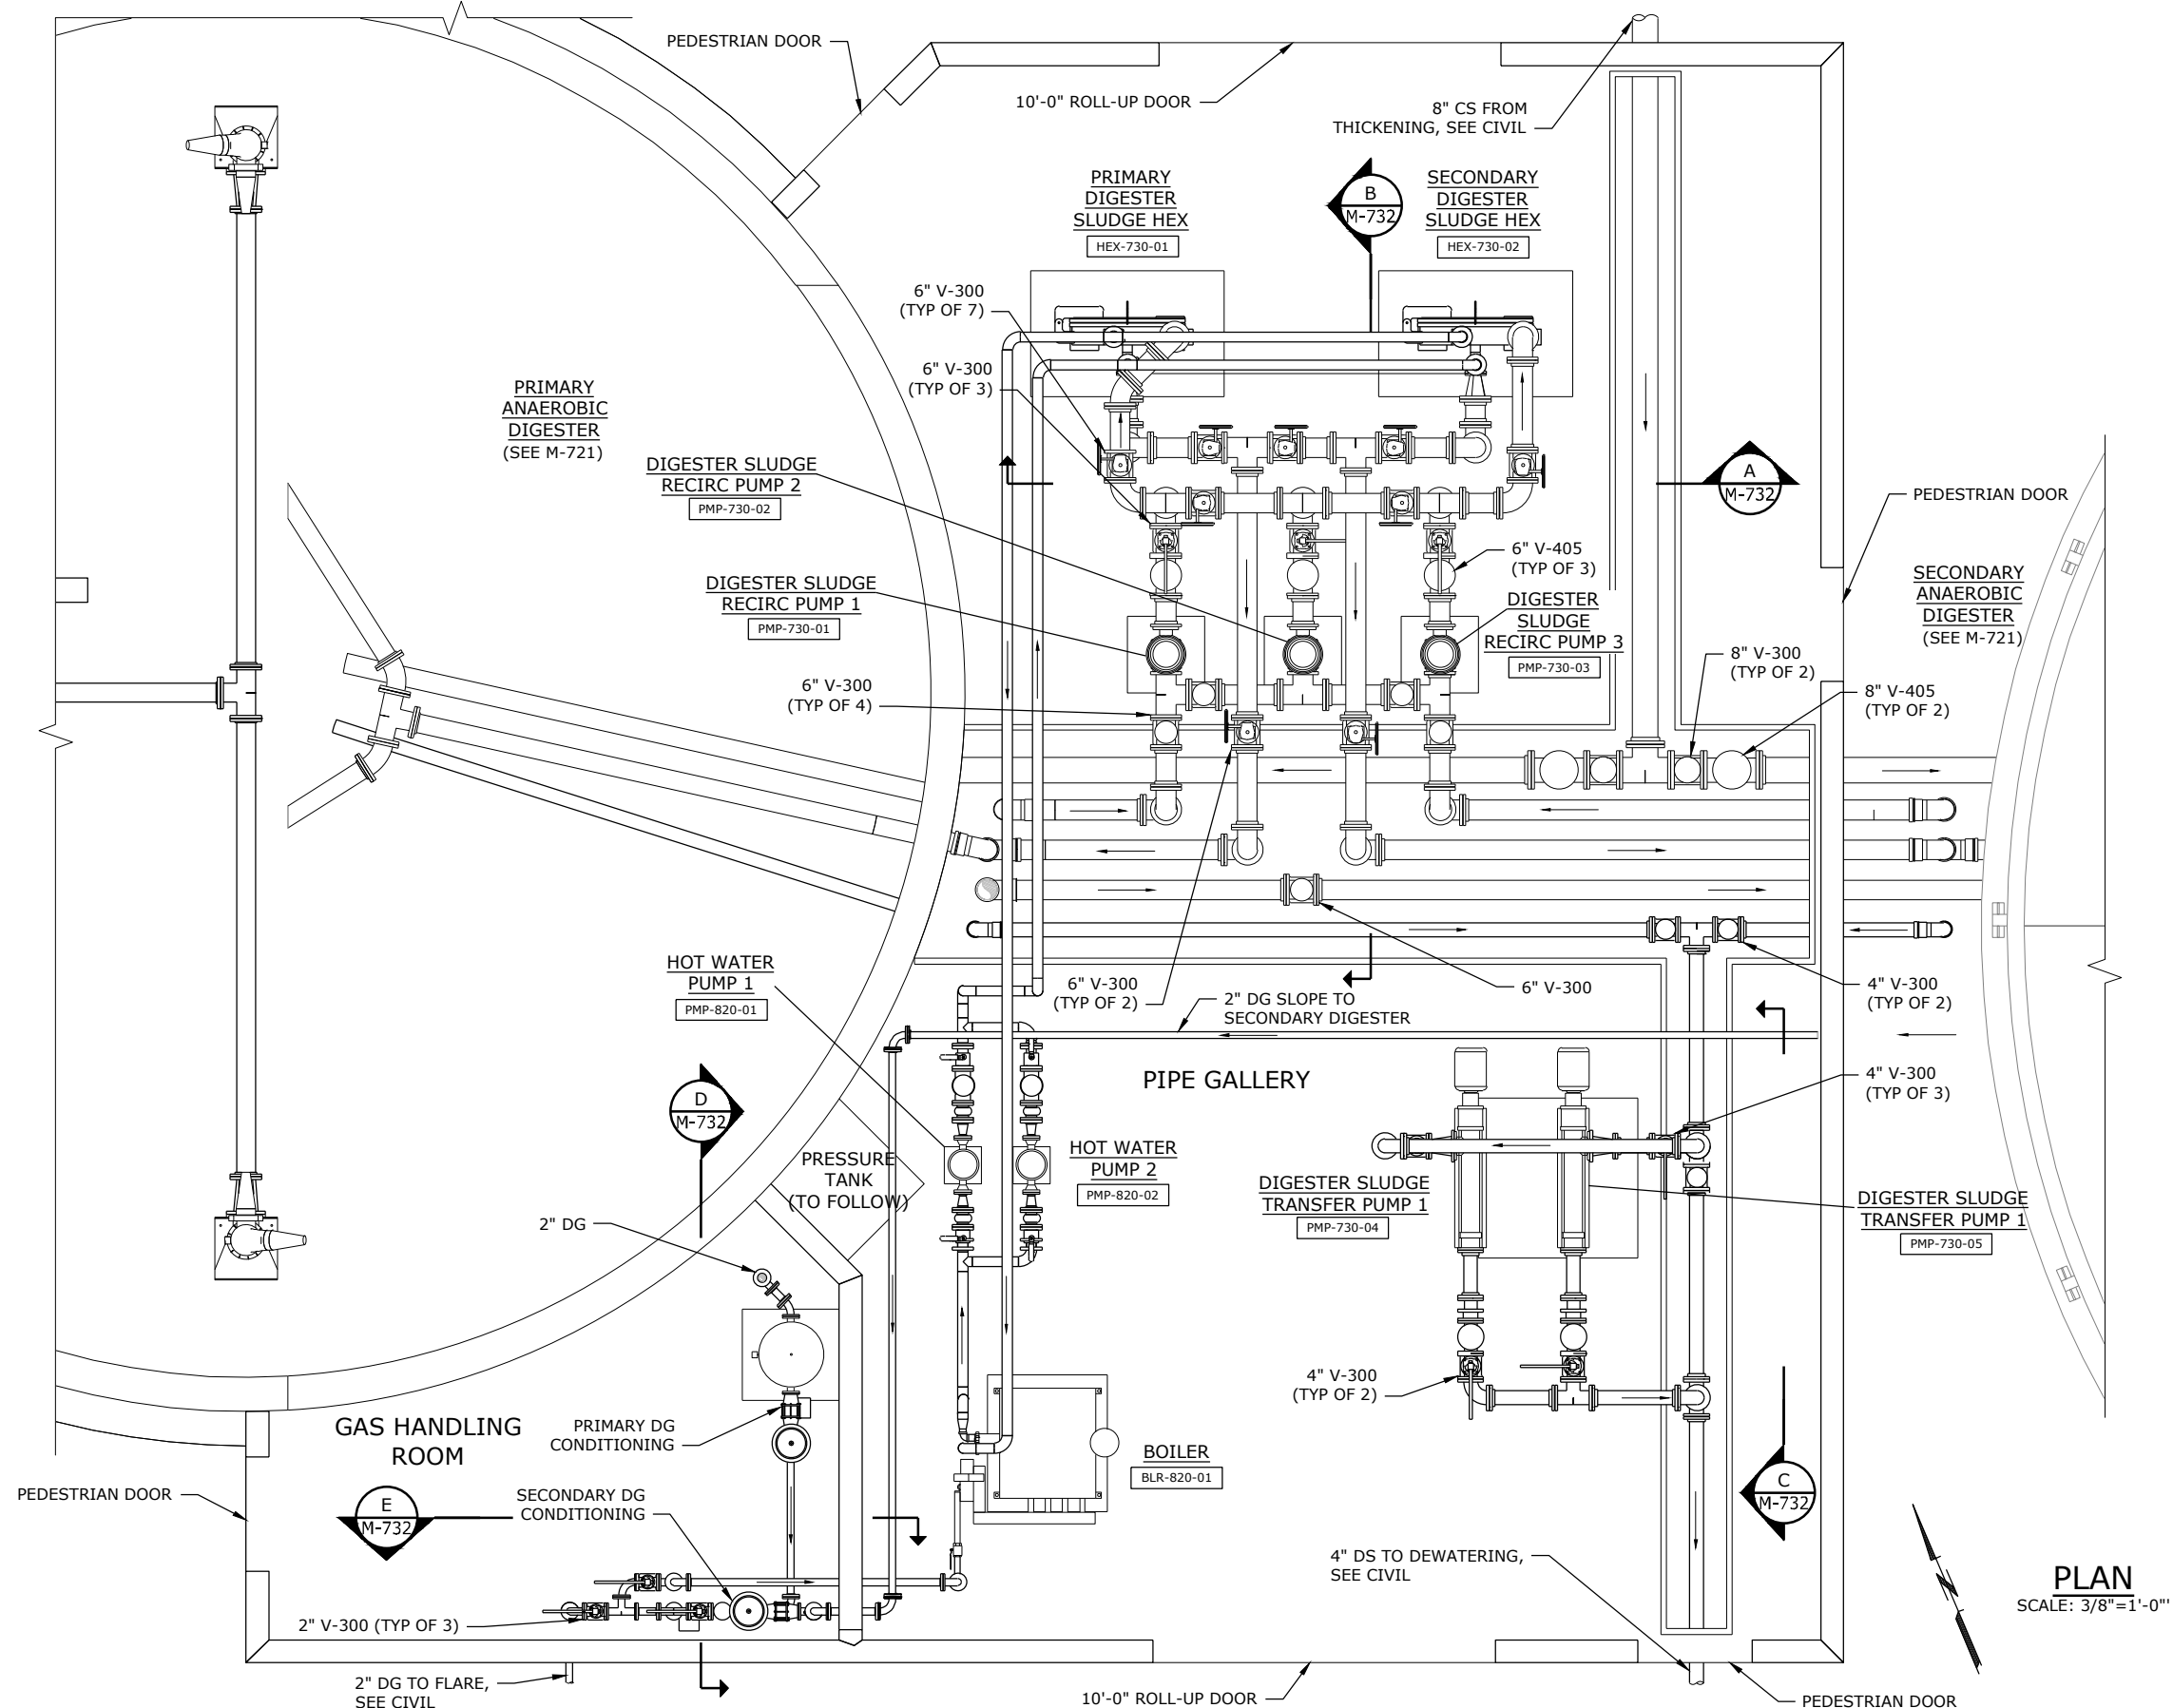 PEDESTRIAN DOOR
10'-0" ROLL-UP DOOR
8" CS FROM
THICKENING, SEE CIVIL
PRIMARY
DIGESTER
SLUDGE HEX
HEX-730-01
B
M-732
SECONDARY
DIGESTER
SLUDGE HEX
HEX-730-02
6" V-300
(TYP OF 7)
6" V-300
(TYP OF 3)
PRIMARY
ANAEROBIC
DIGESTER
(SEE M-721)
DIGESTER SLUDGE
RECIRC PUMP 2
PMP-730-02
A
M-732
PEDESTRIAN DOOR
6" V-405
(TYP OF 3)
DIGESTER SLUDGE
RECIRC PUMP 1
PMP-730-01
DIGESTER
SLUDGE
RECIRC PUMP 3
PMP-730-03
SECONDARY
ANAEROBIC
DIGESTER
(SEE M-721)
8" V-300
(TYP OF 2)
6" V-300
(TYP OF 4)
8" V-405
(TYP OF 2)
HOT WATER
PUMP 1
PMP-820-01
6" V-300
(TYP OF 2)
2" DG SLOPE TO
SECONDARY DIGESTER
6" V-300
4" V-300
(TYP OF 2)
PIPE GALLERY
4" V-300
(TYP OF 3)
D
M-732
PRESSURE
TANK
(TO FOLLOW)
HOT WATER
PUMP 2
PMP-820-02
DIGESTER SLUDGE
TRANSFER PUMP 1
PMP-730-04
DIGESTER SLUDGE
TRANSFER PUMP 1
PMP-730-05
2" DG
4" V-300
(TYP OF 2)
GAS HANDLING
ROOM
PRIMARY DG
CONDITIONING
BOILER
BLR-820-01
PEDESTRIAN DOOR
E
M-732
SECONDARY DG
CONDITIONING
C
M-732
4" DS TO DEWATERING,
SEE CIVIL
N
PLAN
SCALE: 3/8"=1'-0"'
2" V-300 (TYP OF 3)
2" DG TO FLARE,
SEE CIVIL
10'-0" ROLL-UP DOOR
PEDESTRIAN DOOR